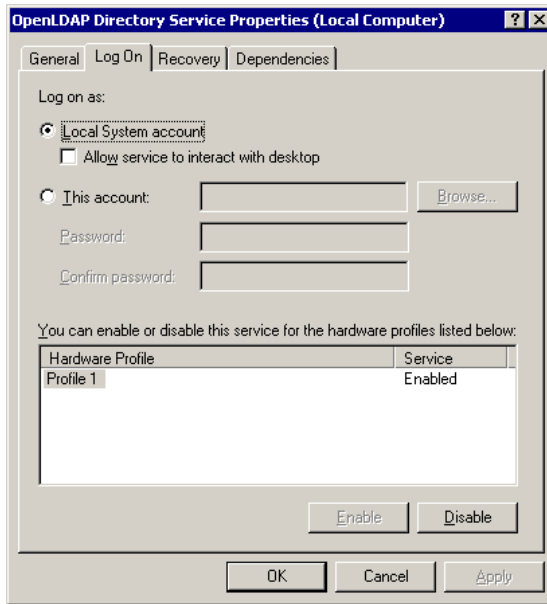 OpenLDAP Directory Service Properties (Local Computer)
General Log On Recovery Dependencies
Log on as:
Local System account
Allow service to interact with desktop
This account:
Browse...
Password:
Confirm password:
You can enable or disable this service for the hardware profiles listed below:
Hardware Profile Service
Profile 1 Enabled
Enable Disable
OK Cancel Apply